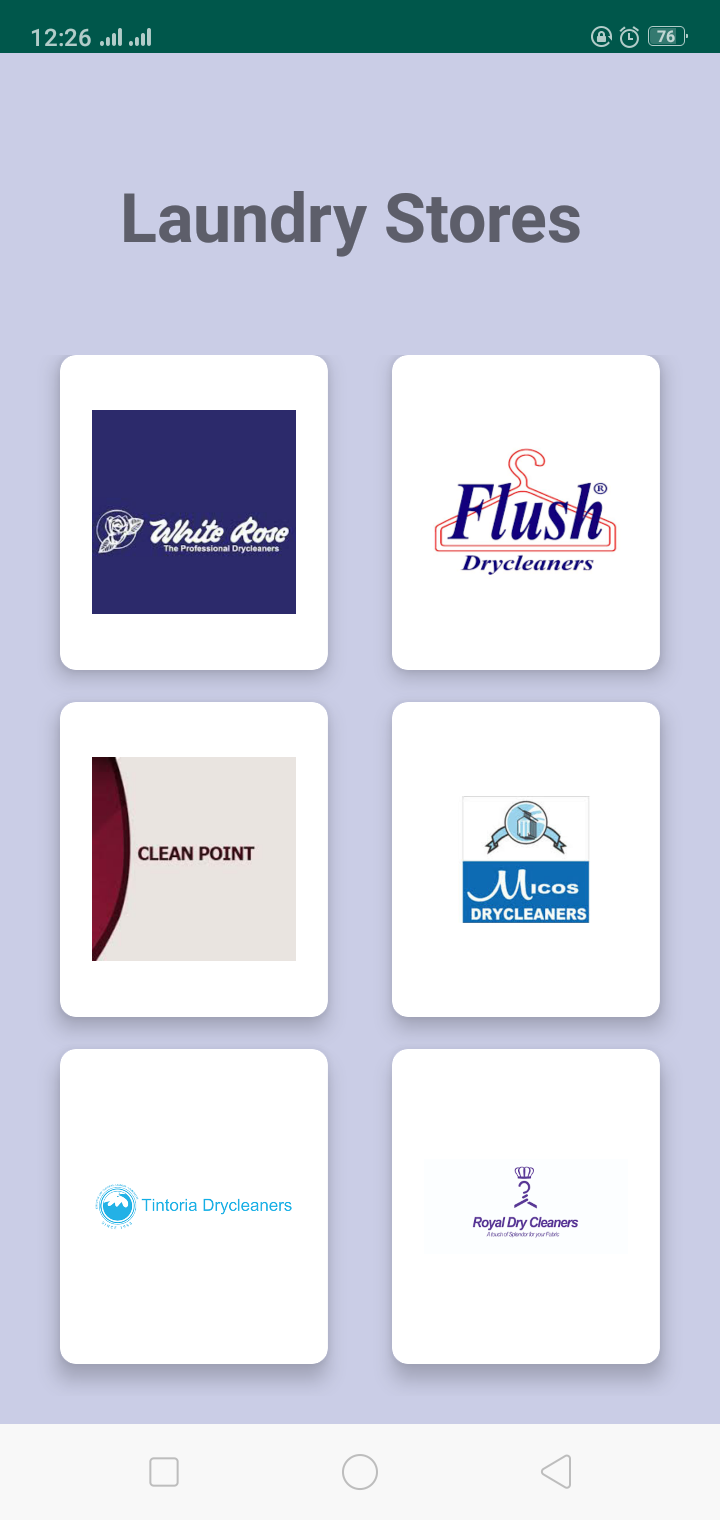 12:26
76
Laundry Stores
White Rose
The Professional Drycleaners
Flush®
Drycleaners
CLEAN POINT
Micos
DRYCLEANERS
Tintoria Drycleaners
Royal Dry Cleaners
A touch of Splendor for your Fabric